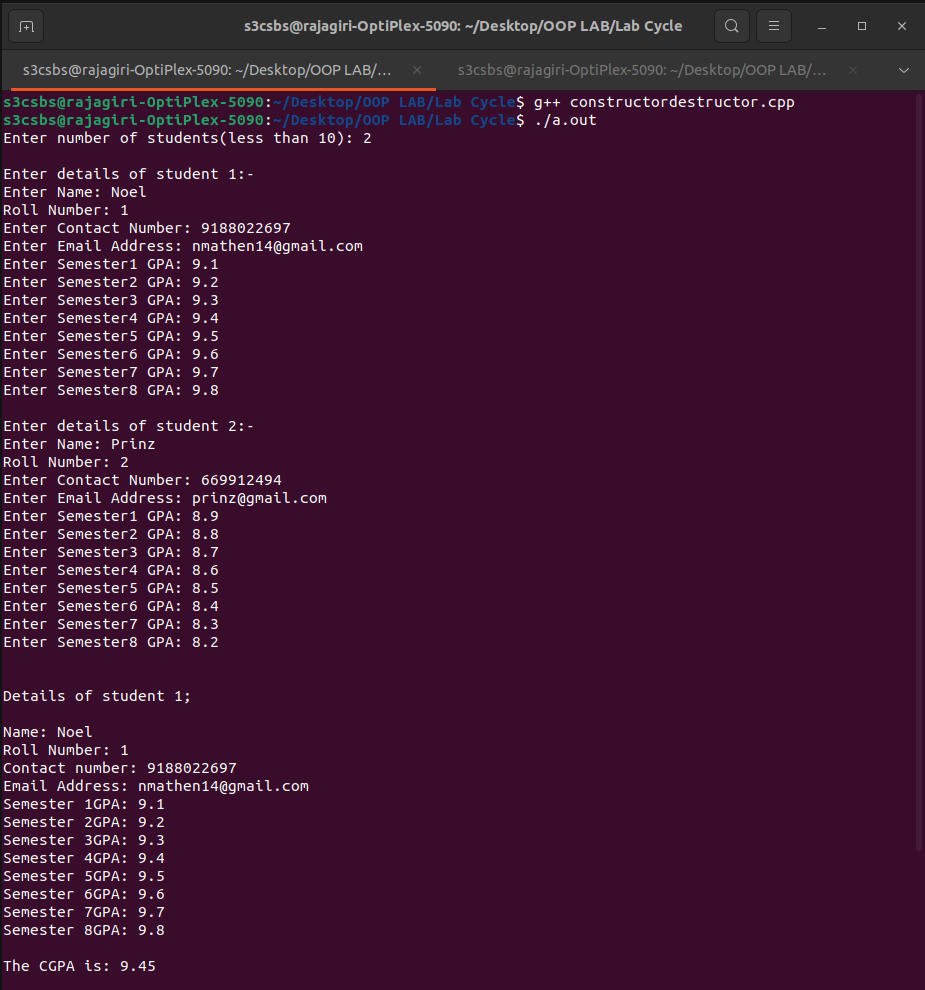 s3csbs@rajagiri-OptiPlex-5090: ~/Desktop/OOP LAB/Lab Cycle
s3csbs@rajagiri-OptiPlex-5090: ~/Desktop/OOP LAB/...
s3csbs@rajagiri-OptiPlex-5090: ~/Desktop/OOP LAB/...
s3csbs@rajagiri-OptiPlex-5090:~/Desktop/OOP LAB/Lab Cycle$ g++ constructordestructor.cpp
s3csbs@rajagiri-OptiPlex-5090:~/Desktop/OOP LAB/Lab Cycle$ ./a.out
Enter number of students(less than 10): 2
Enter details of student 1:-
Enter Name: Noel
Roll Number: 1
Enter Contact Number: 9188022697
Enter Email Address: nmathen14@gmail.com
Enter Semester1 GPA: 9.1
Enter Semester2 GPA: 9.2
Enter Semester3 GPA: 9.3
Enter Semester4 GPA: 9.4
Enter Semester5 GPA: 9.5
Enter Semester6 GPA: 9.6
Enter Semester7 GPA: 9.7
Enter Semester8 GPA: 9.8
Enter details of student 2:-
Enter Name: Prinz
Roll Number: 2
Enter Contact Number: 669912494
Enter Email Address: prinz@gmail.com
Enter Semester1 GPA: 8.9
Enter Semester2 GPA: 8.8
Enter Semester3 GPA: 8.7
Enter Semester4 GPA: 8.6
Enter Semester5 GPA: 8.5
Enter Semester6 GPA: 8.4
Enter Semester7 GPA: 8.3
Enter Semester8 GPA: 8.2
Details of student 1;
Name: Noel
Roll Number: 1
Contact number: 9188022697
Email Address: nmathen14@gmail.com
Semester 1GPA: 9.1
Semester 2GPA: 9.2
Semester 3GPA: 9.3
Semester 4GPA: 9.4
Semester 5GPA: 9.5
Semester 6GPA: 9.6
Semester 7GPA: 9.7
Semester 8GPA: 9.8
The CGPA is: 9.45